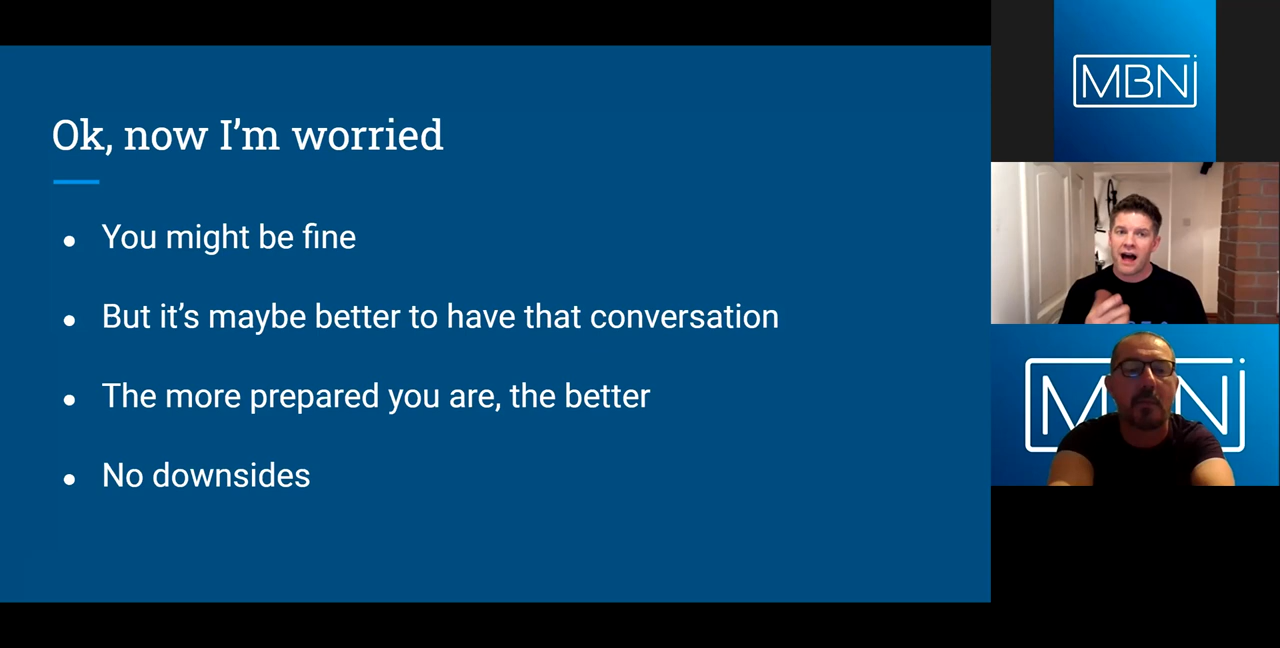 Ok, now I’m worried
● You might be fine
● But it’s maybe better to have that conversation
● The more prepared you are, the better
● No downsides
MBN
MBN